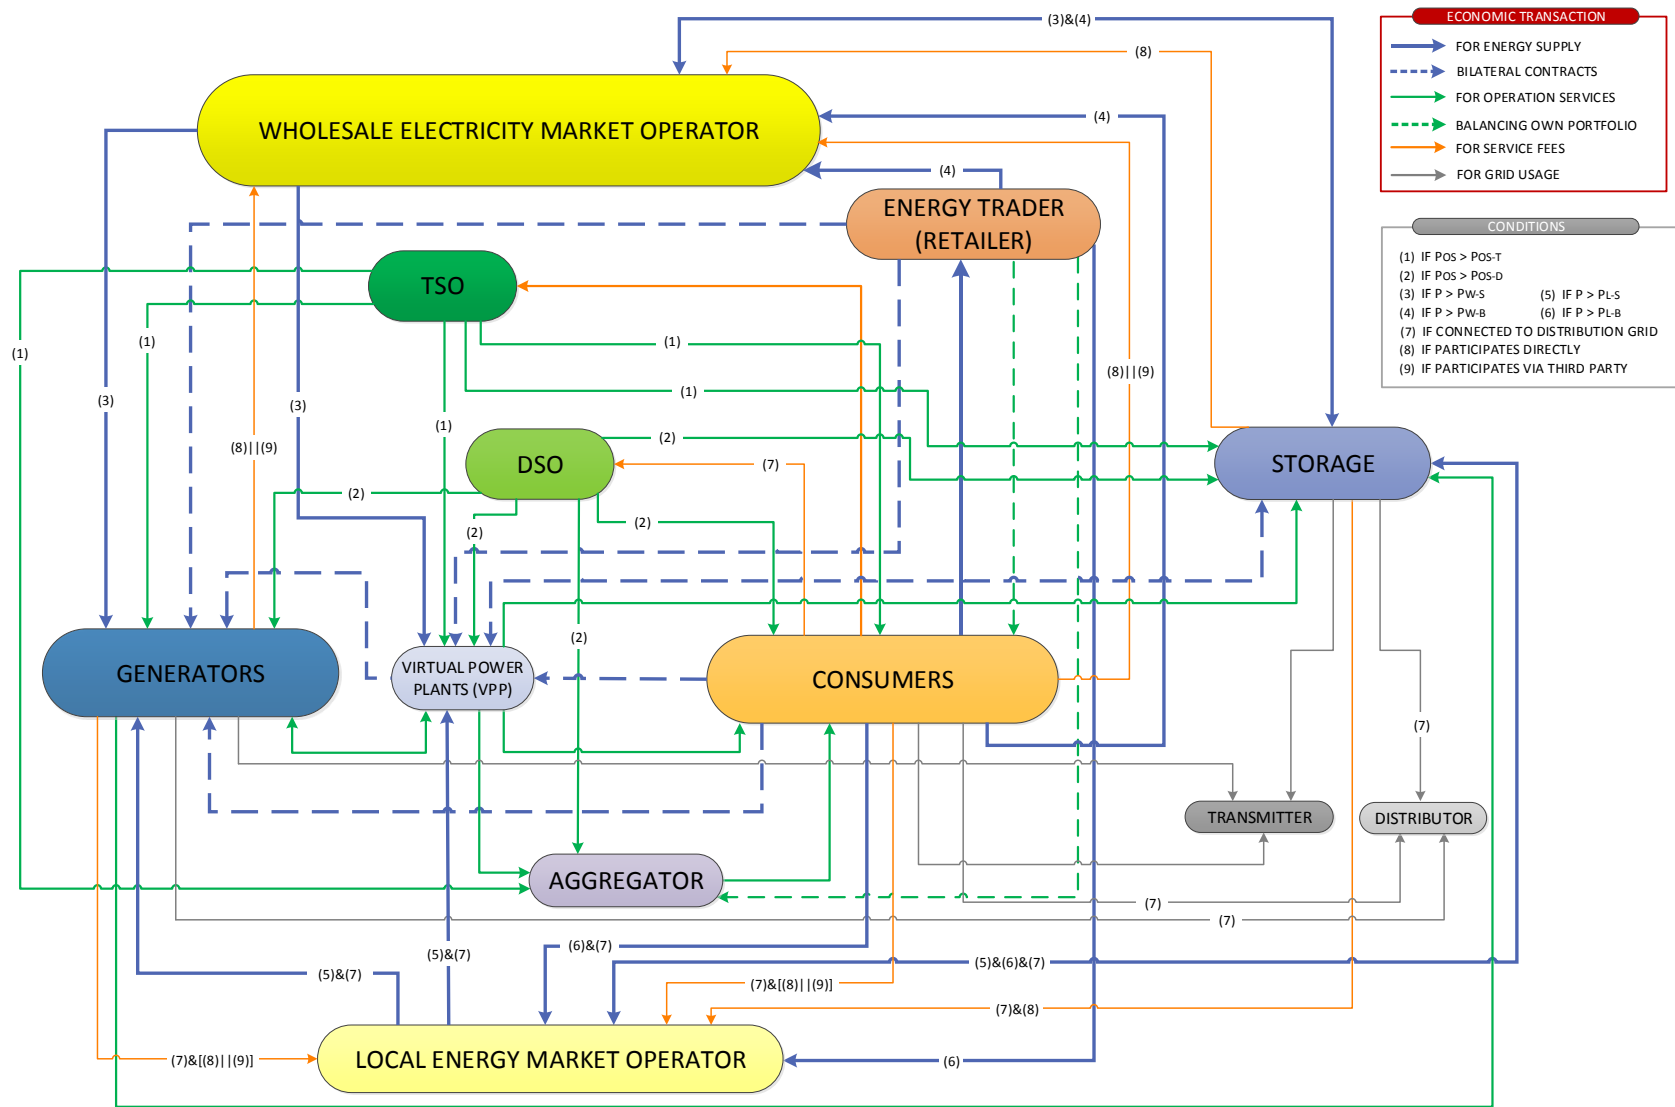 (3)&(4)
ECONOMIC TRANSACTION
FOR ENERGY SUPPLY
BILATERAL CONTRACTS
FOR OPERATION SERVICES
BALANCING OWN PORTFOLIO
FOR SERVICE FEES
FOR GRID USAGE
(8)
WHOLESALE ELECTRICITY MARKET OPERATOR
(4)
(4)
ENERGY TRADER
(RETAILER)
CONDITIONS
(1) IF POS > POS-T
(2) IF POS > POS-D
(3) IF P > PW-S (5) IF P > PL-S
(4) IF P > PW-B (6) IF P > PL-B
(7) IF CONNECTED TO DISTRIBUTION GRID
(8) IF PARTICIPATES DIRECTLY
(9) IF PARTICIPATES VIA THIRD PARTY
TSO
(1)
(1)
(1)
(8)||(9)
(1)
(3)
(3)
(1)
(8)||(9)
(2)
DSO
(7)
STORAGE
(2)
(2)
(2)
(2)
GENERATORS
VIRTUAL POWER
PLANTS (VPP)
CONSUMERS
(7)
TRANSMITTER
DISTRIBUTOR
AGGREGATOR
(7)
(7)
(6)&(7)
(5)&(7)
(5)&(7)
(5)&(6)&(7)
(7)&[(8)||(9)]
(7)&(8)
(7)&[(8)||(9)]
LOCAL ENERGY MARKET OPERATOR
(6)